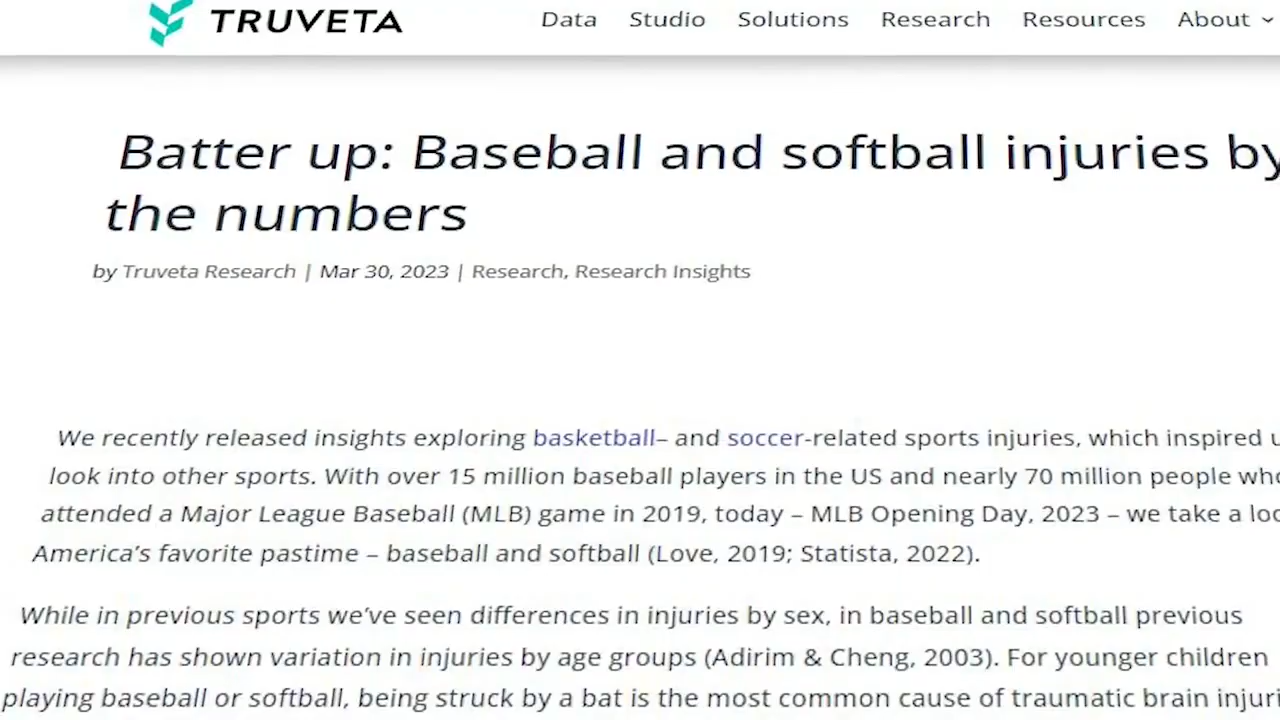 TRUVETA
Data Studio Solutions Research Resources About
Batter up: Baseball and softball injuries by
the numbers
by Truveta Research | Mar 30, 2023 | Research, Research Insights
We recently released insights exploring basketball– and soccer-related sports injuries, which inspired
look into other sports. With over 15 million baseball players in the US and nearly 70 million people who
attended a Major League Baseball (MLB) game in 2019, today – MLB Opening Day, 2023 – we take a
America's favorite pastime – baseball and softball (Love, 2019; Statista, 2022).
While in previous sports we've seen differences in injuries by sex, in baseball and softball previous
research has shown variation in injuries by age groups (Adirim & Cheng, 2003). For younger children
playing baseball or softball, being struck by a bat is the most common cause of traumatic brain